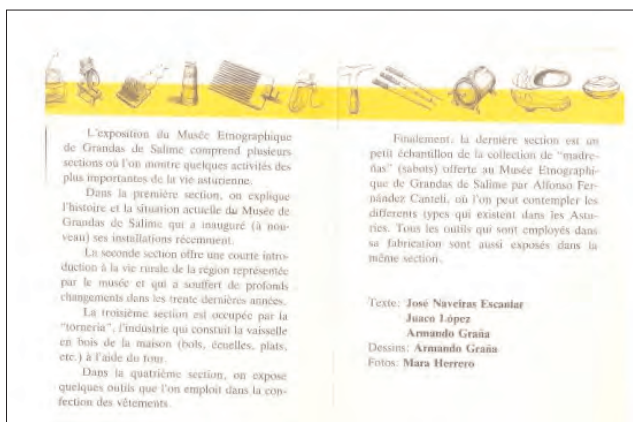 L'exposition du Musée Etnographique
de Grandas de Salime comprend plusieurs
sections où l'on montre quelques activités des
plus importantes de la vie asturienne.
Dans la première section, on explique
l'histoire et la situation actuelle du Musée de
Grandas de Salime qui a inauguré (à nou-
veau) ses installations récemment.
La seconde section offre une courte intro-
duction à la vie rurale de la région représentée
par le musée et qui a souffert de profonds
changements dans les trente dernières années.
La troisième section est occupée par la
"torneria", l'industrie qui construit la vaisselle
en bois de la maison (bols, écuelles, plats,
etc.) à l'aide du tour.
Dans la quatrième section, on expose
quelques outils que l'on emploit dans la con-
fection des vêtements.
Finalement, la dernière section est un
petit échantillon de la collection de "madre-
ñas" (sabots) offerte au Musée Etnographi-
que de Grandas de Salime par Alfonso Fer-
nández Canteli, où l'on peut contempler les
differents types qui existent dans les Astu-
ries. Tous les outils qui sont employés dans
sa fabrication sont aussi exposés dans la
même section.
Texte: José Naveiras Escanlar
Juaco López
Armando Graña
Dessins: Armando Graña
Fotos: Mara Herrero